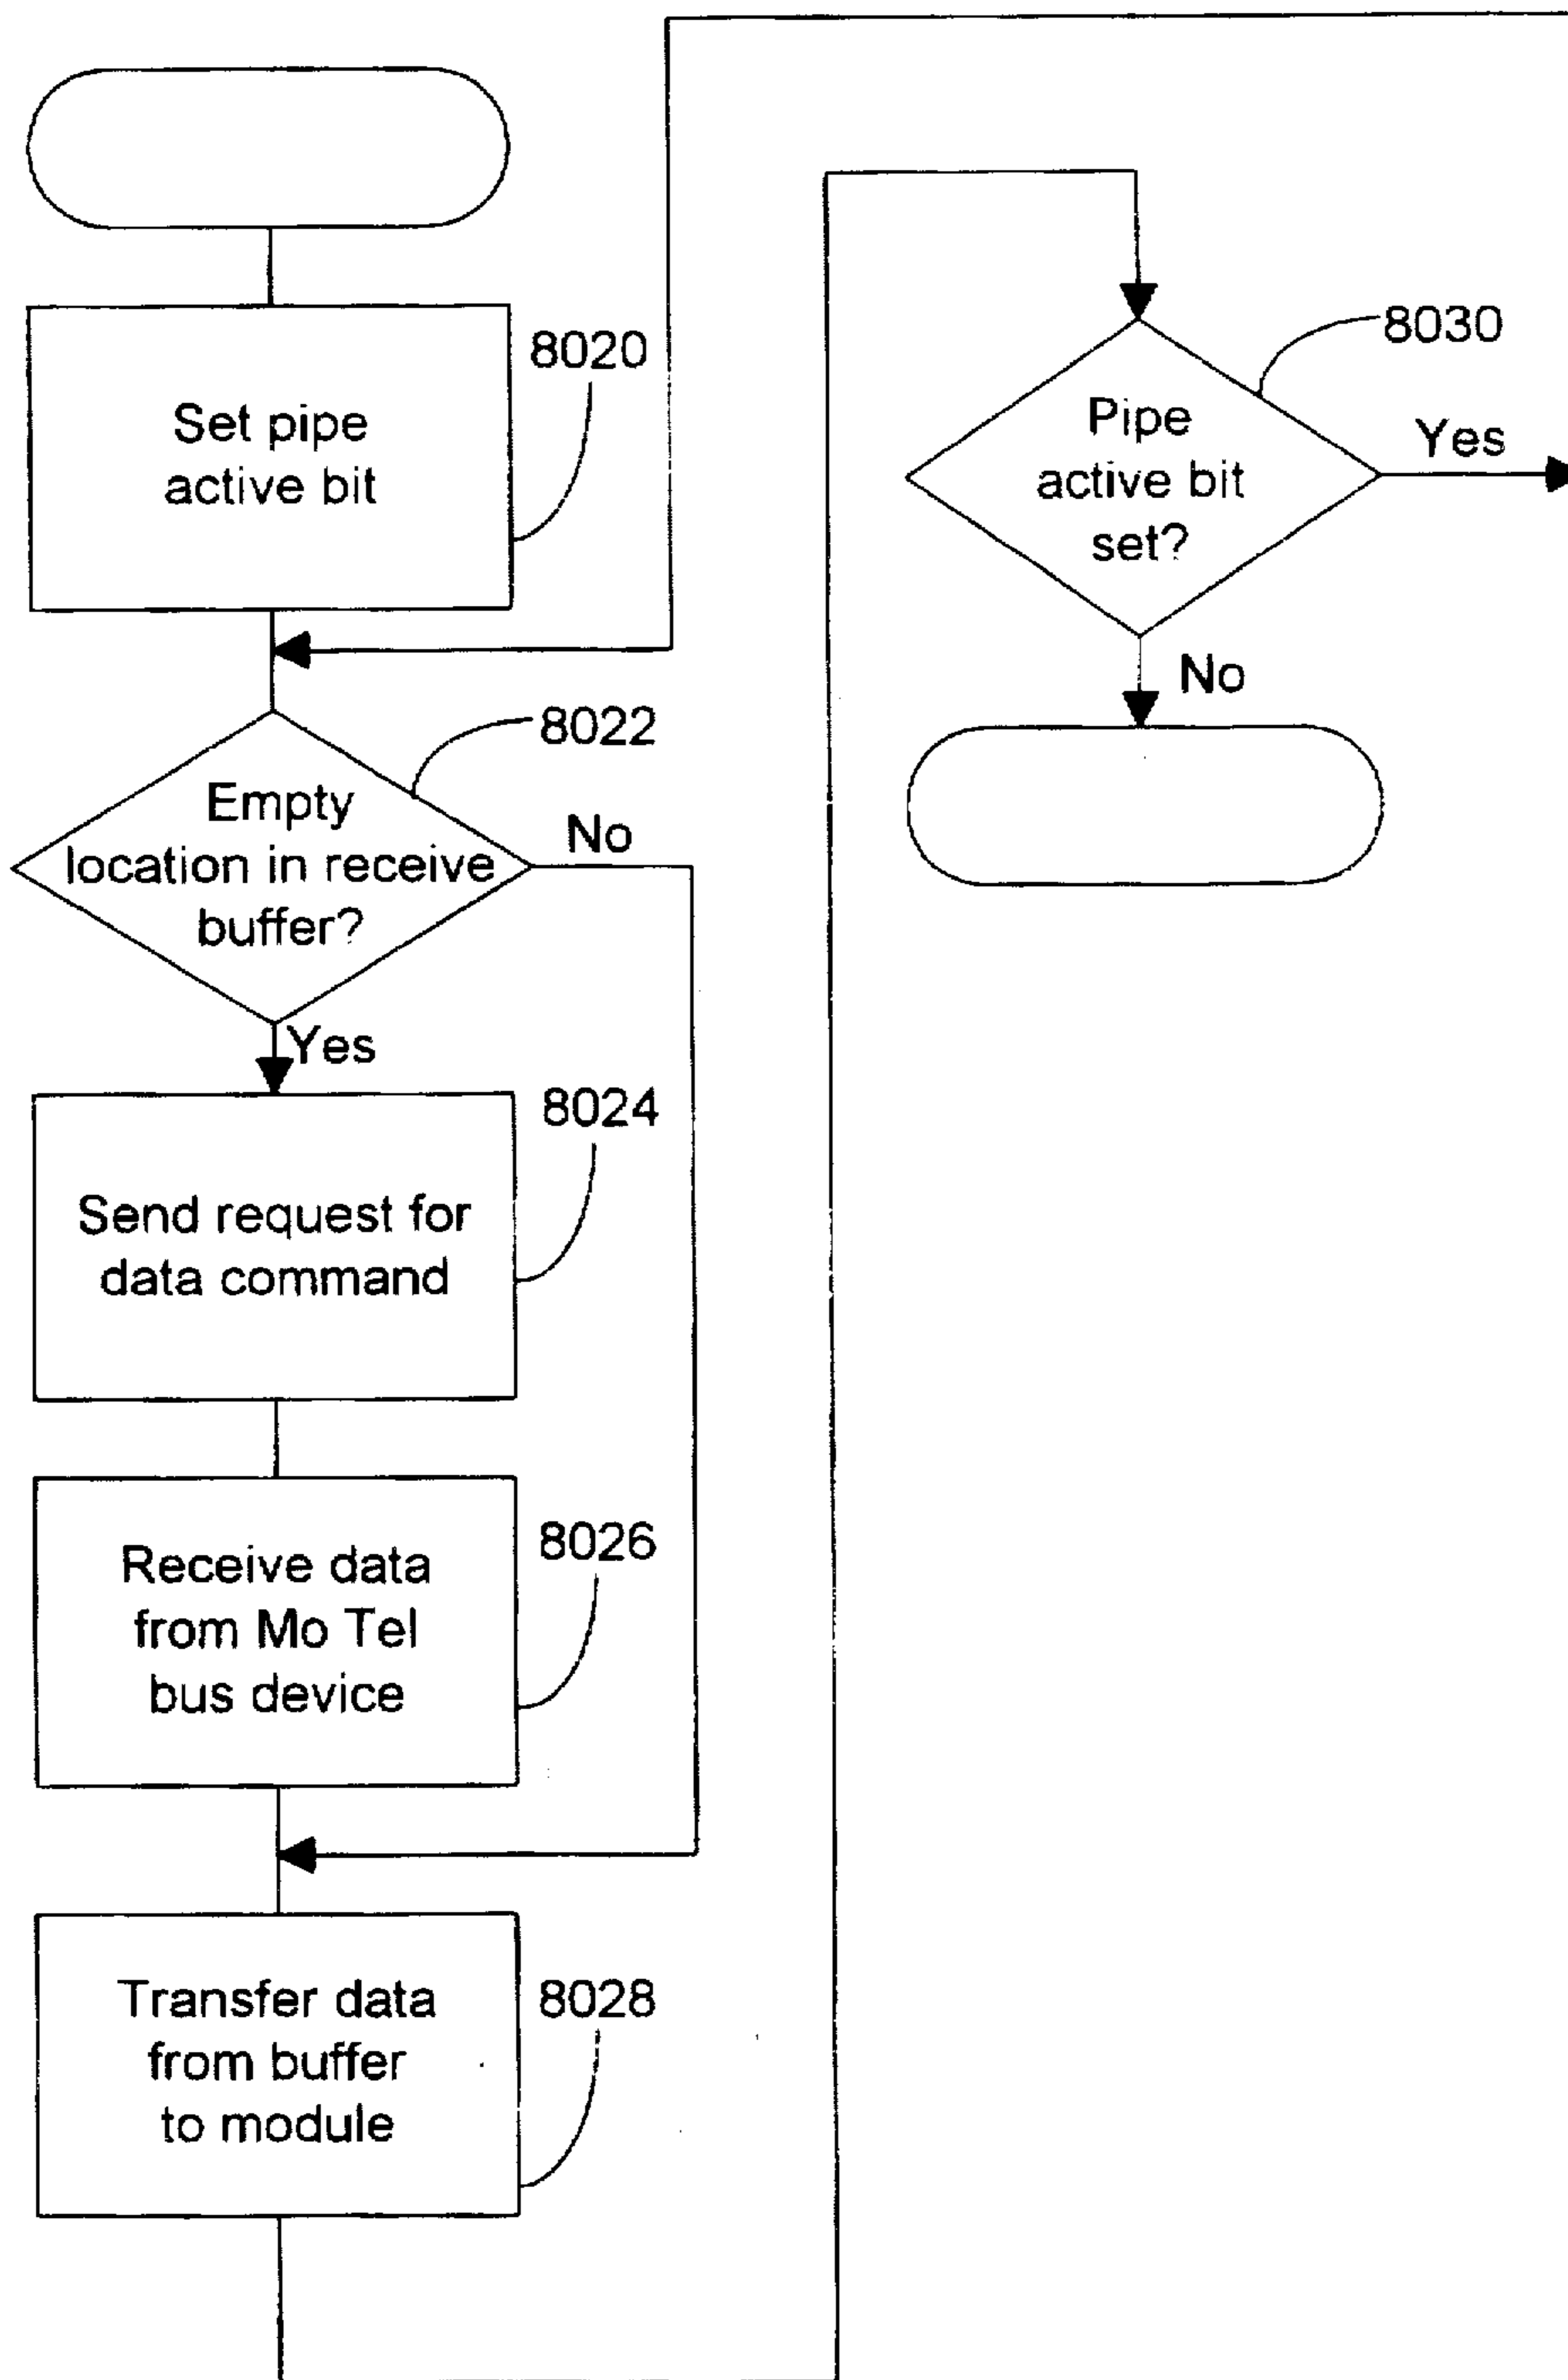 Set pipe
active bit
8020
Empty
location in receive
buffer?
8022
No
Yes
Send request for
data command
8024
Receive data
from Mo Tel
bus device
8026
Transfer data
from buffer
to module
8028
Pipe
active bit
set?
8030
Yes
No